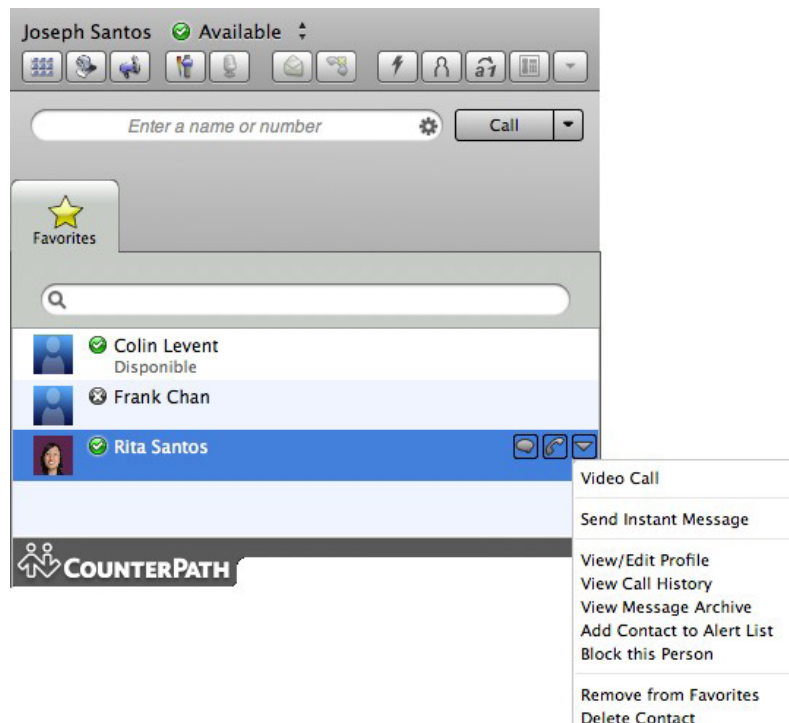 Joseph Santos Available
a1
Enter a name or number Call
Favorites
Colin Levent
Disponible
Frank Chan
Rita Santos
Video Call
Send Instant Message
View/Edit Profile
View Call History
View Message Archive
Add Contact to Alert List
Block this Person
Remove from Favorites
Delete Contact
COUNTERPATH